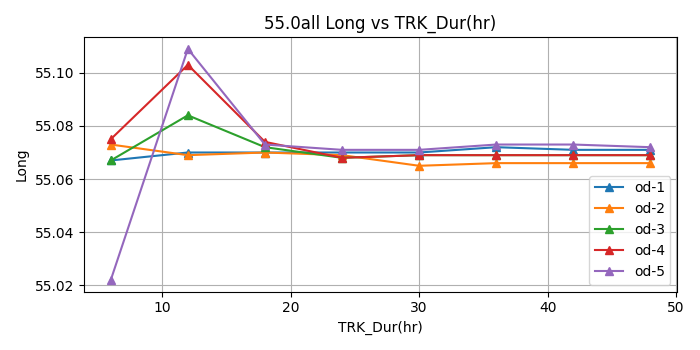 55.0all Long vs TRK_Dur(hr)
55.10
55.08
55.06
55.04
55.02
Long
10
20
30
40
50
TRK_Dur(hr)
od-1
od-2
od-3
od-4
od-5